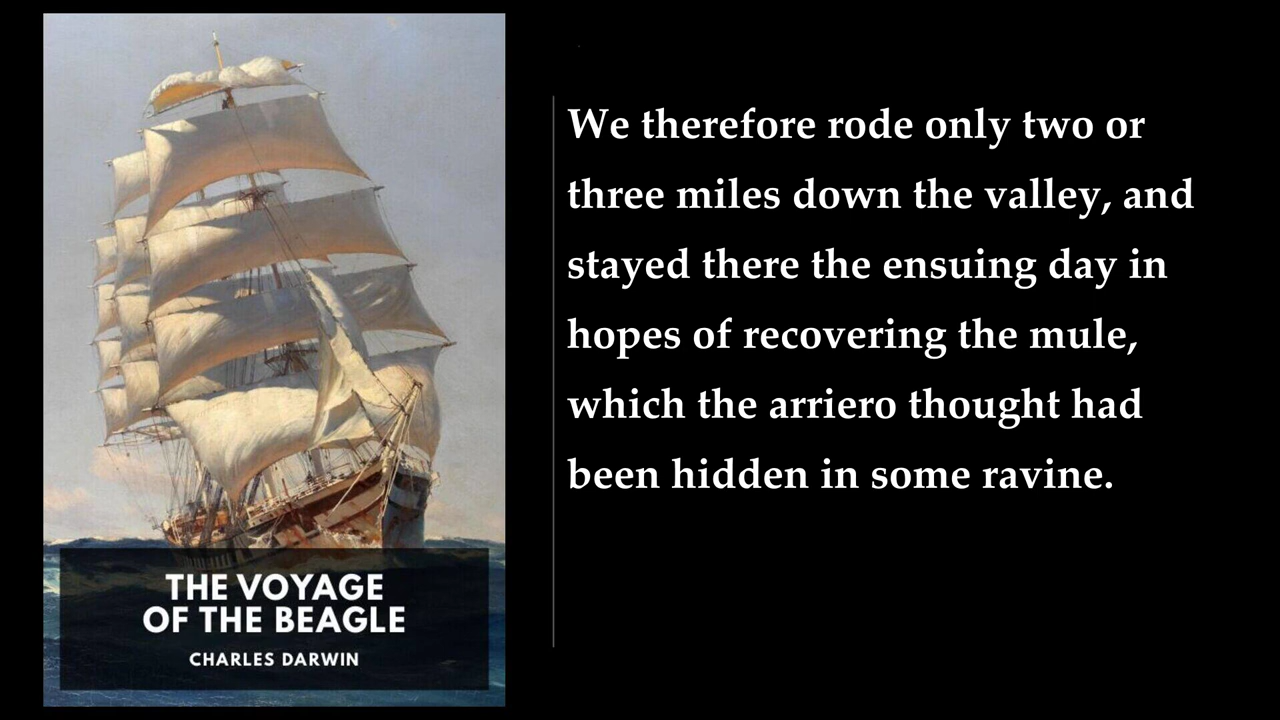 We therefore rode only two or
three miles down the valley, and
stayed there the ensuing day in
hopes of recovering the mule,
which the arriero thought had
been hidden in some ravine.
THE VOYAGE
OF THE BEAGLE
CHARLES DARWIN